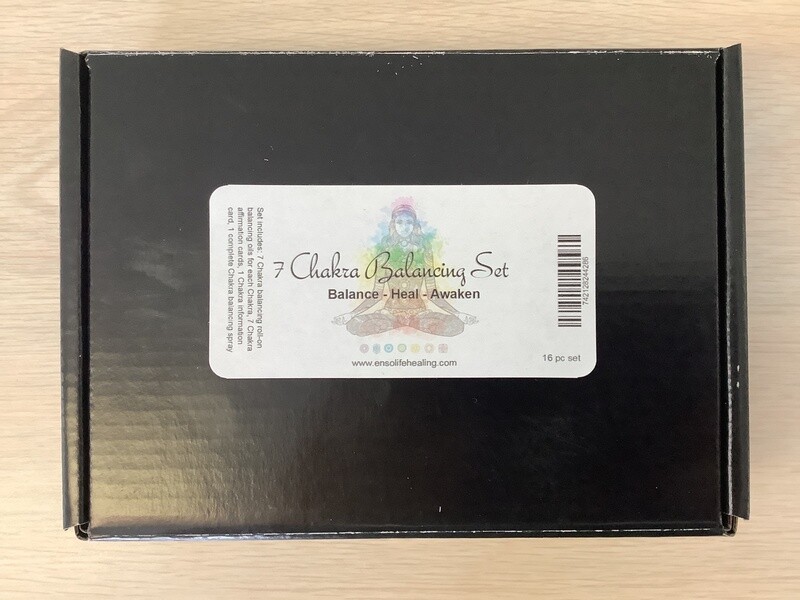 7 Chakra Balancing Set
Balance - Heal - Awaken
www.ensolifehealing.com
Set includes: 7 Chakra balancing roll-on
balancing oils for each Chakra, 7 Chakra
affirmation cards, 1 Chakra information
card, 1 complete Chakra balancing spray
742128244286
16 pc set